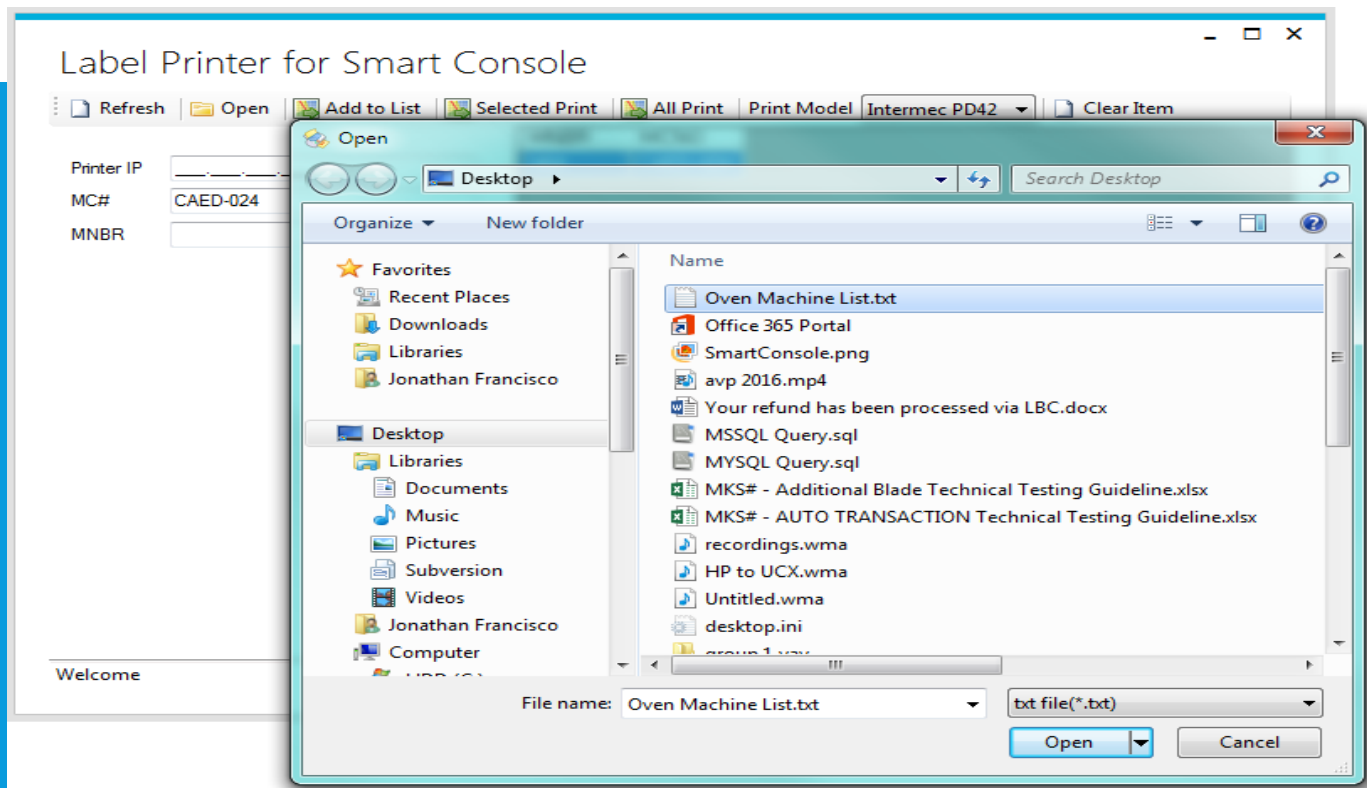 Label Printer for Smart Console
Refresh Open Add to List Selected Print All Print Print Model Intermec PD42 Clear Item
Printer IP ___.___.___._
MC# CAED-024
MNBR
Welcome
Open
Desktop
Search Desktop
Organize New folder
Favorites
Recent Places
Downloads
Libraries
Jonathan Francisco
Desktop
Libraries
Documents
Music
Pictures
Subversion
Videos
Jonathan Francisco
Computer
Name
Oven Machine List.txt
Office 365 Portal
SmartConsole.png
avp 2016.mp4
Your refund has been processed via LBC.docx
MSSQL Query.sql
MYSQL Query.sql
MKS# - Additional Blade Technical Testing Guideline.xlsx
MKS# - AUTO TRANSACTION Technical Testing Guideline.xlsx
recordings.wma
HP to UCX.wma
Untitled.wma
desktop.ini
File name: Oven Machine List.txt txt file(*.txt)
Open Cancel